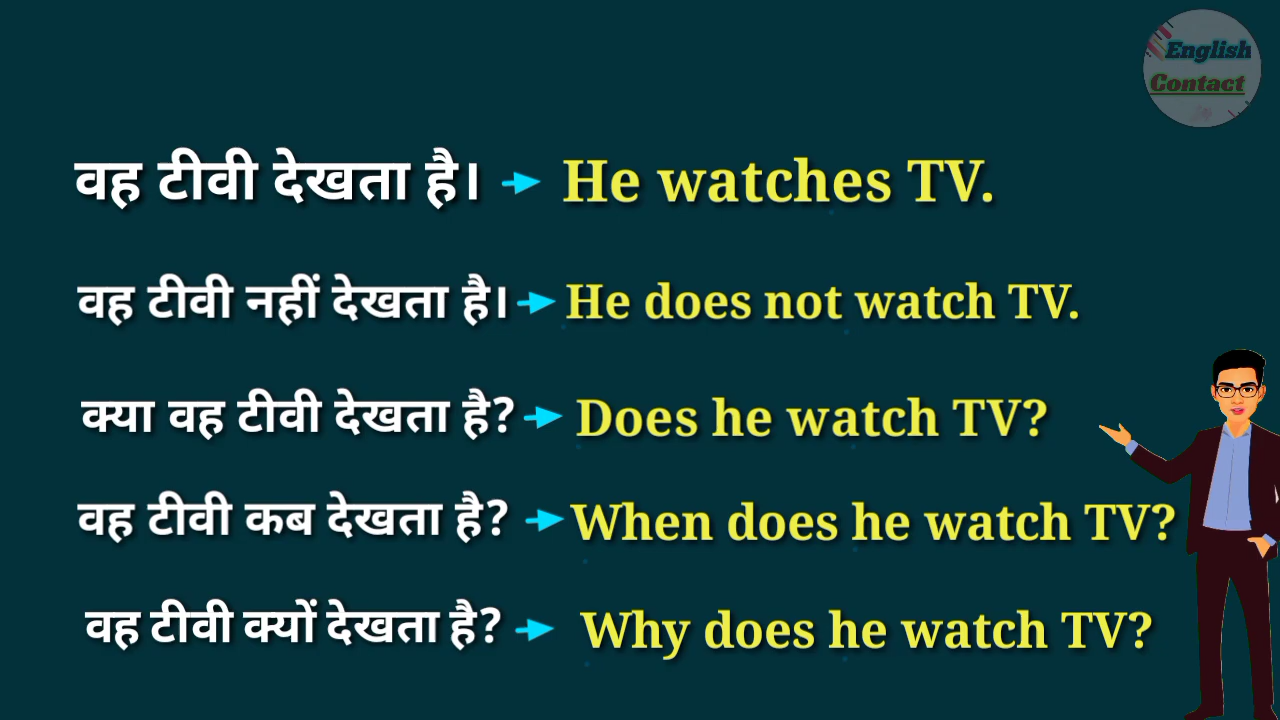 English
Contact
वह टीवी देखता है। He watches TV.
वह टीवी नहीं देखता है। He does not watch TV.
क्या वह टीवी देखता है? Does he watch TV?
वह टीवी कब देखता है? When does he watch TV?
वह टीवी क्यों देखता है? Why does he watch TV?